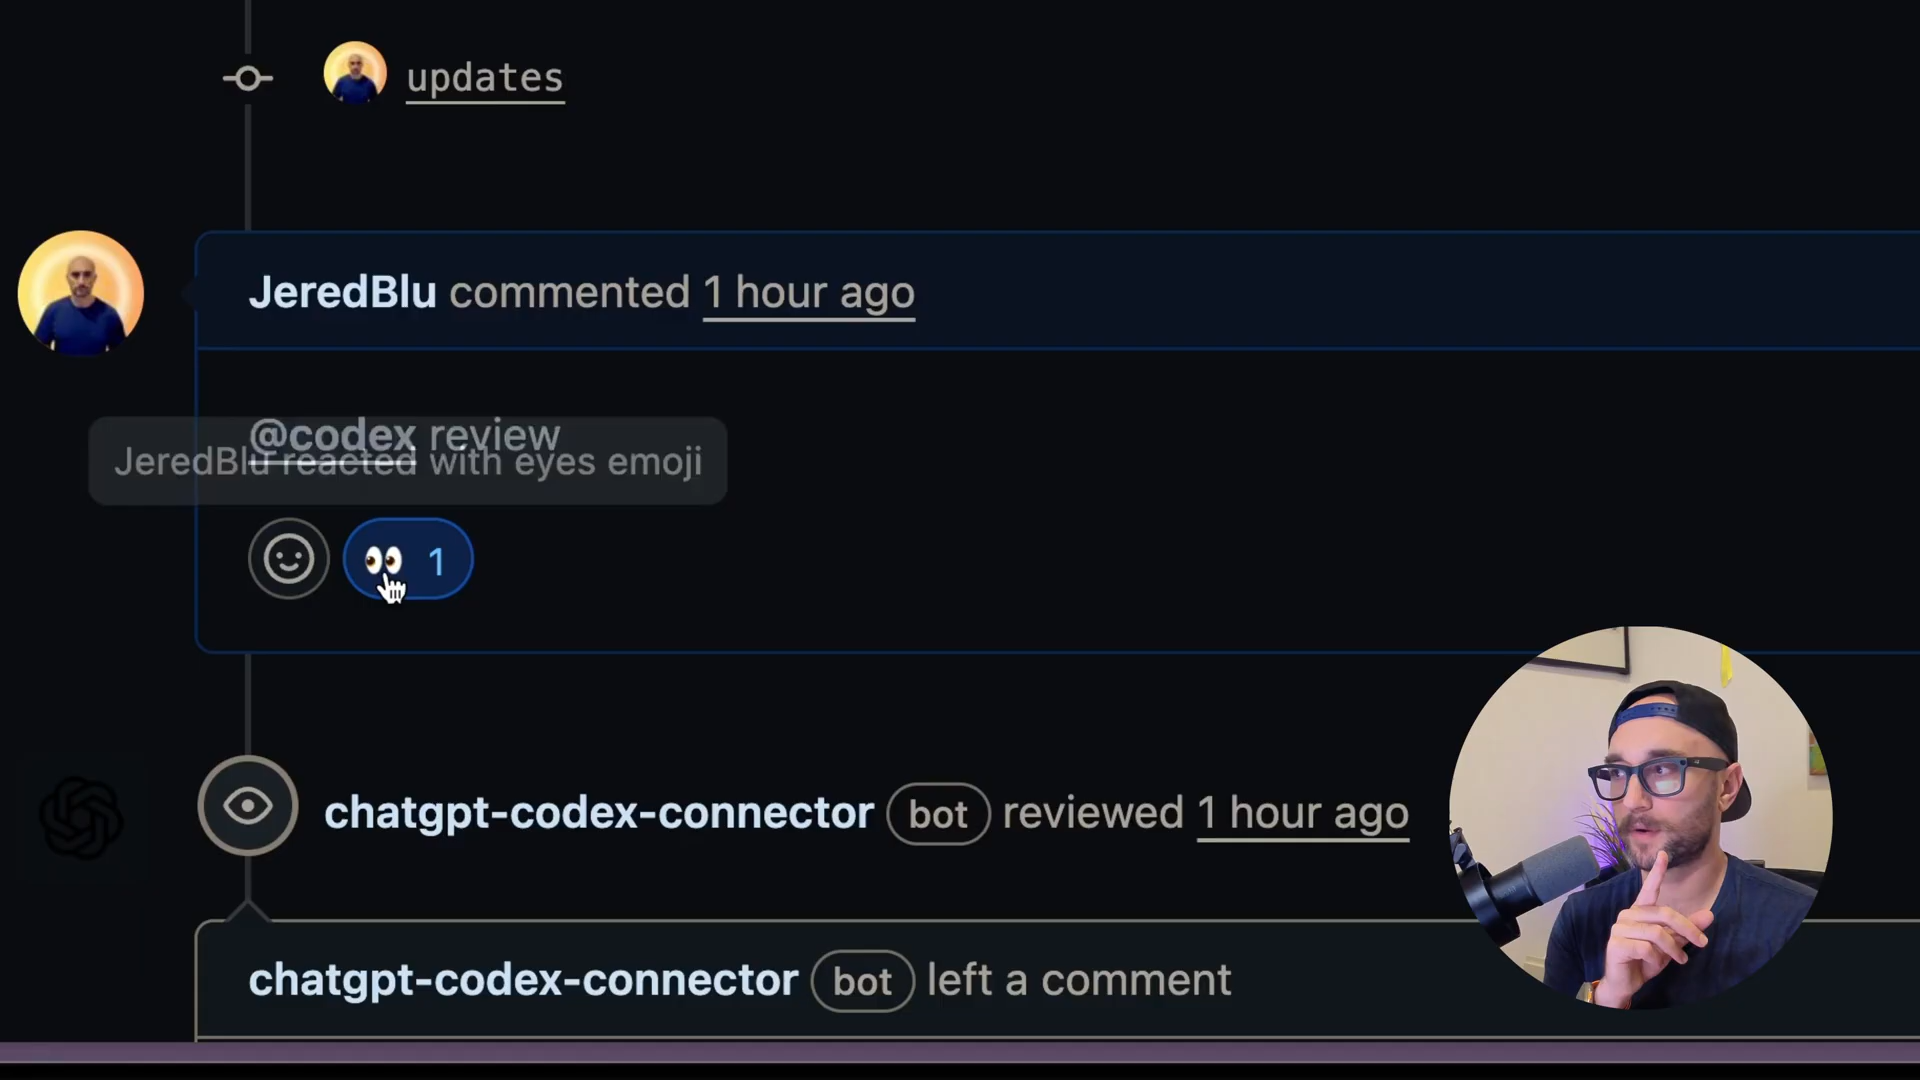 updates
JeredBlu commented 1 hour ago
@codex review
JeredBlu reacted with eyes emoji
1
chatgpt-codex-connector bot reviewed 1 hour ago
chatgpt-codex-connector bot left a comment